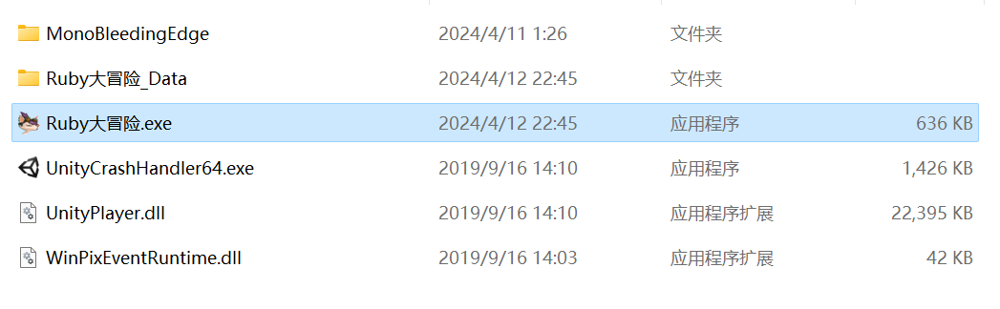 MonoBleedingEdge 2024/4/11 1:26 文件夹
Ruby大冒险_Data 2024/4/12 22:45 文件夹
Ruby大冒险.exe 2024/4/12 22:45 应用程序 636 KB
UnityCrashHandler64.exe 2019/9/16 14:10 应用程序 1,426 KB
UnityPlayer.dll 2019/9/16 14:10 应用程序扩展 22,395 KB
WinPixEventRuntime.dll 2019/9/16 14:03 应用程序扩展 42 KB